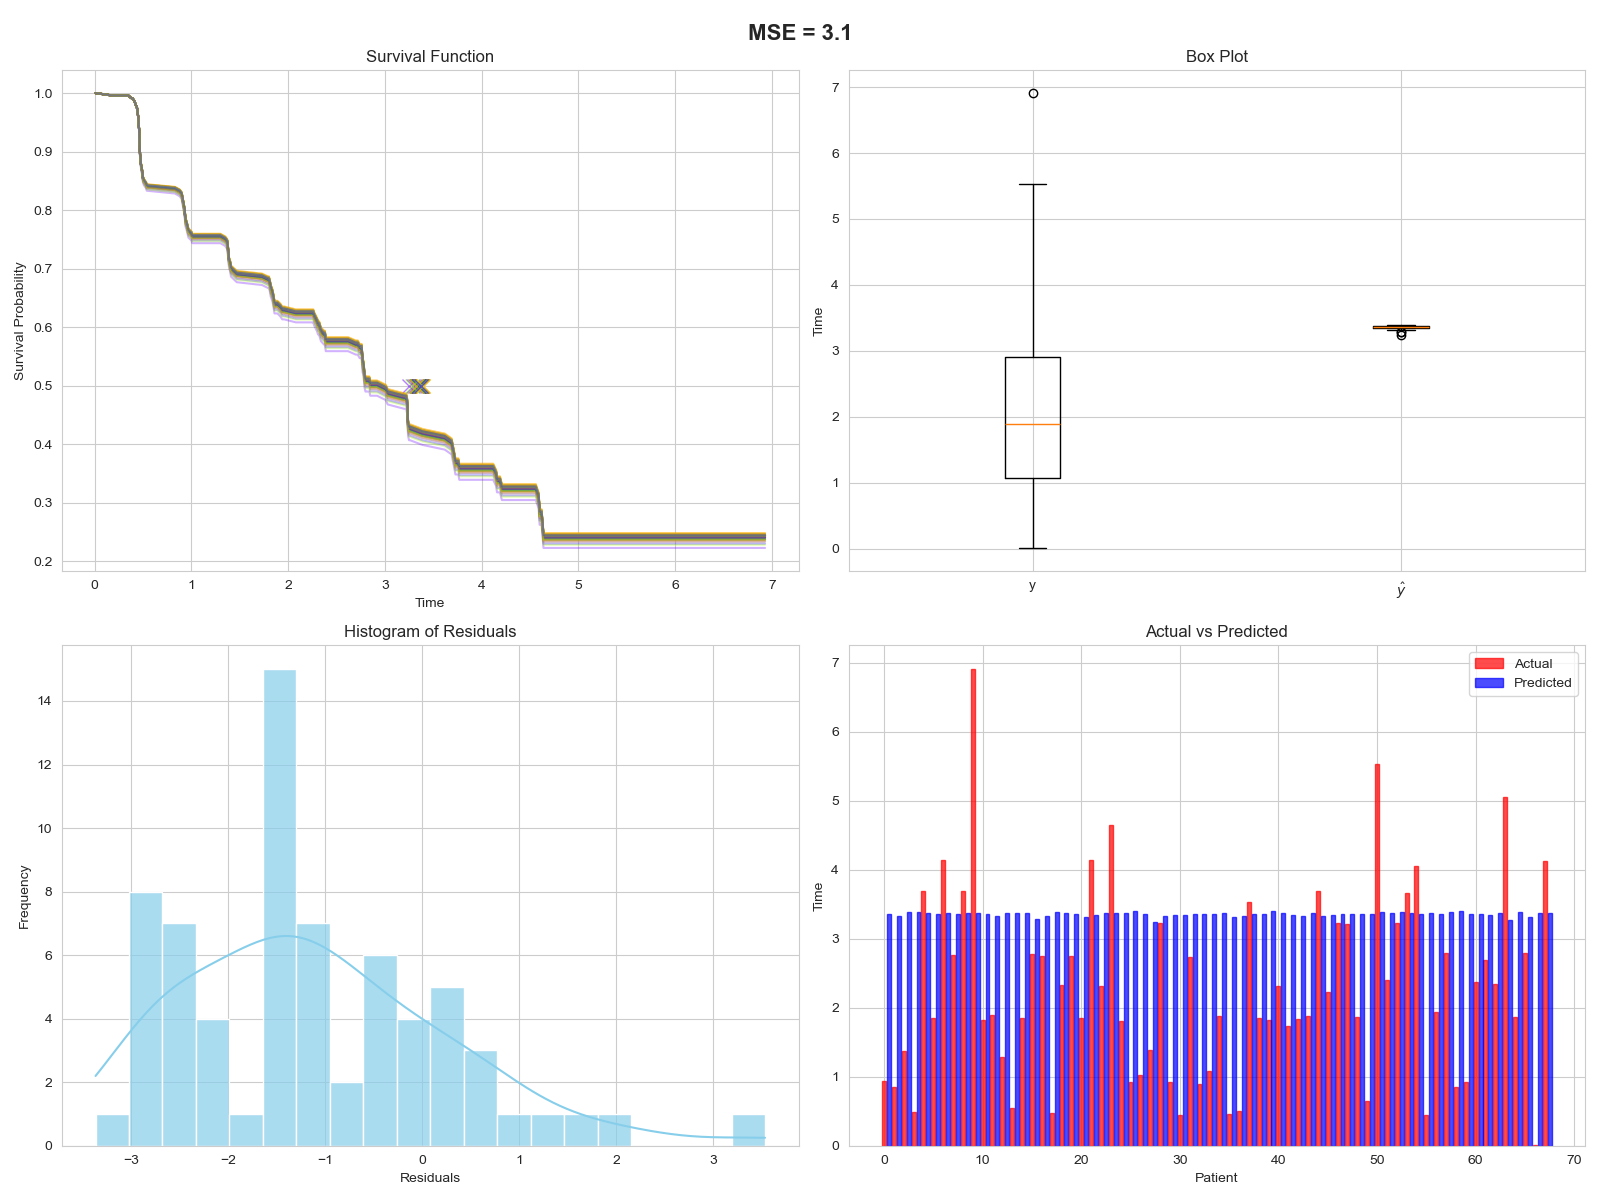 MSE = 3.1
Survival Function
1.0
0.9
0.8
0.7
0.6
0.5
0.4
0.3
0.2
Survival Probability
0 1 2 3 4 5 6 7
Time
Box Plot
7
6
5
4
3
2
1
0
Time
y ŷ
Histogram of Residuals
14
12
10
8
6
4
2
0
Frequency
−3 −2 −1 0 1 2 3
Residuals
Actual vs Predicted
7
6
5
4
3
2
1
0
Time
Actual
Predicted
0 10 20 30 40 50 60 70
Patient